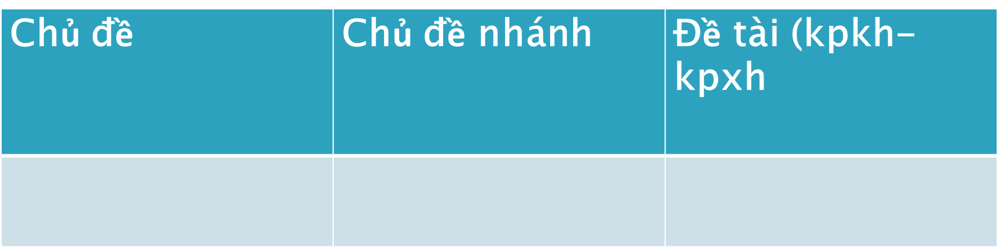 Chủ đề
Chủ đề nhánh
Đề tài (kpkh-
kpxh